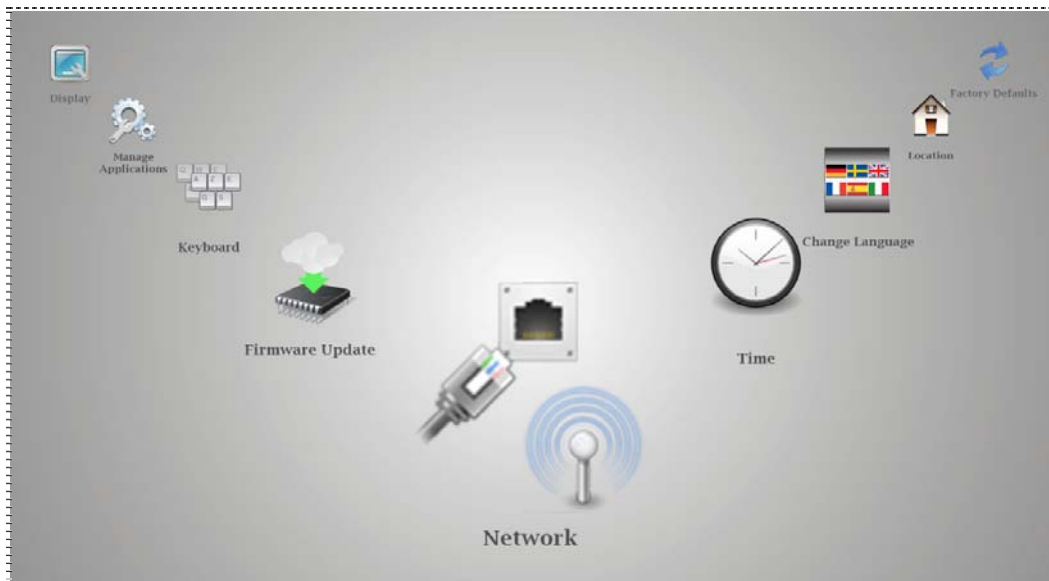 Display
Manage
Applications
Keyboard
Firmware Update
Network
Time
Change Language
Location
Factory Defaults